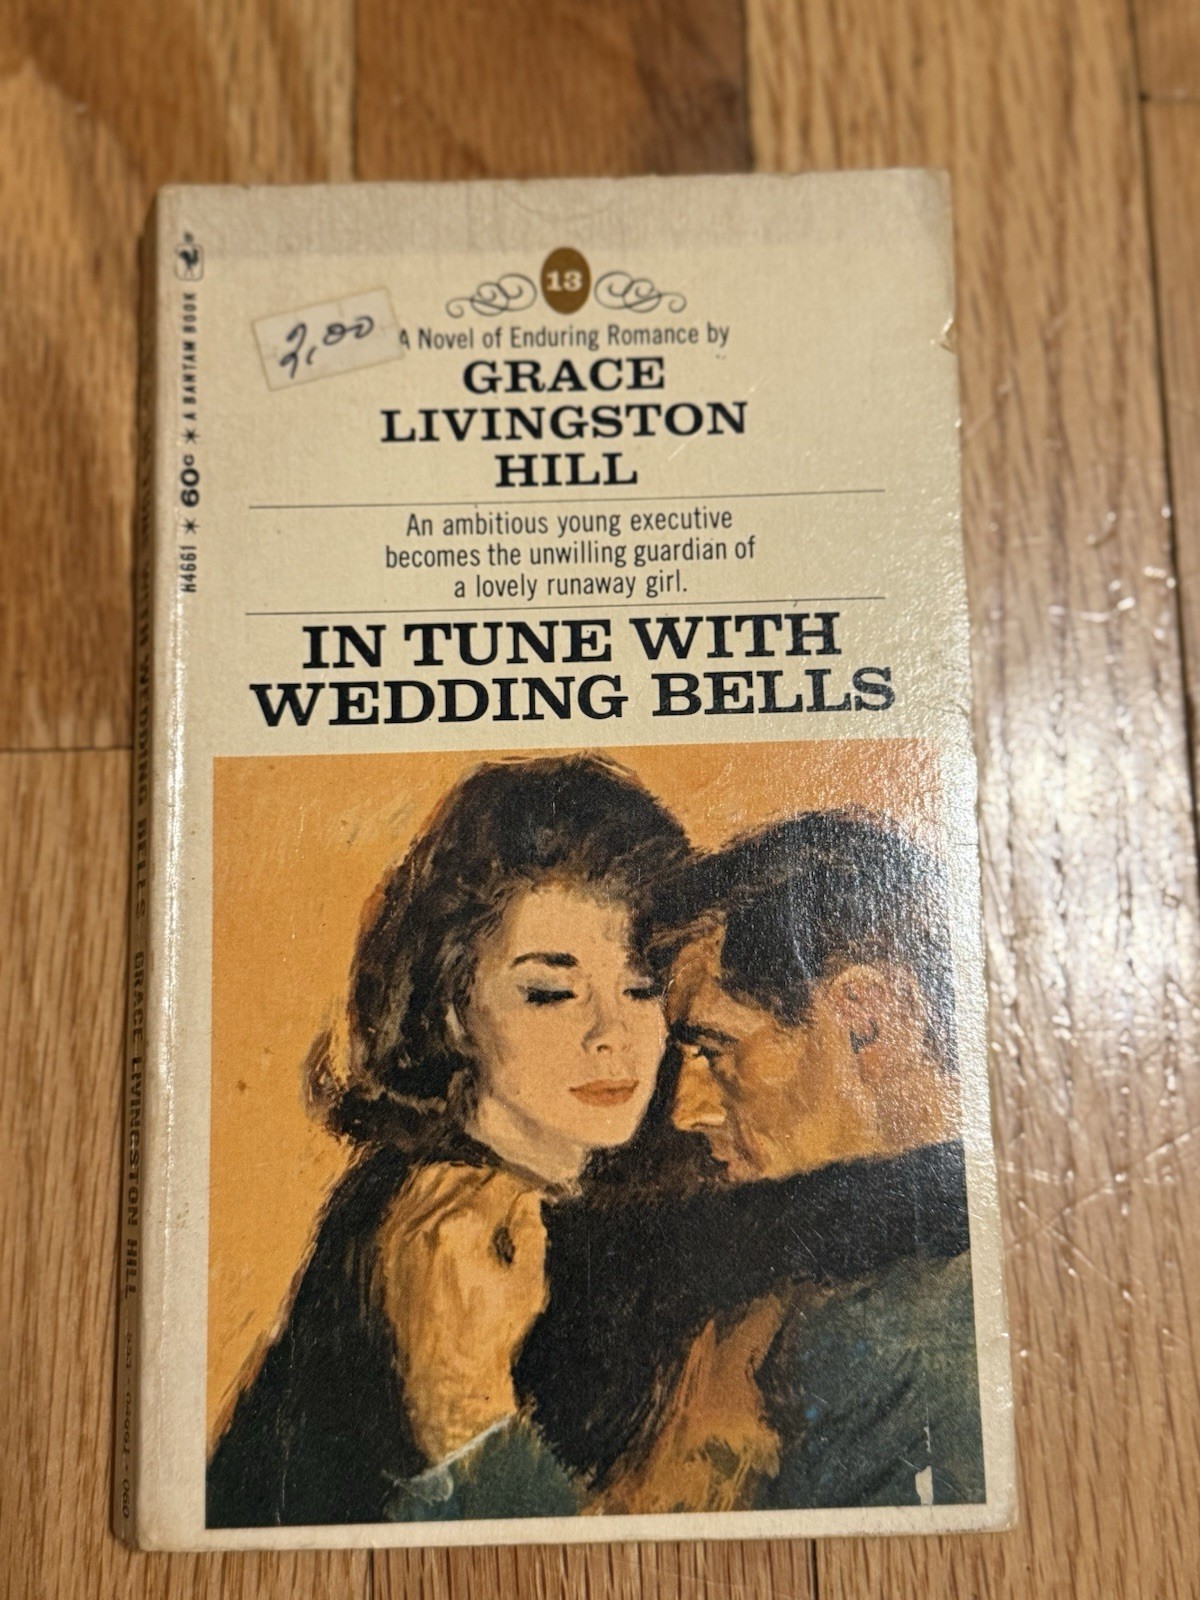 13
2,00
A Novel of Enduring Romance by
GRACE
LIVINGSTON
HILL
An ambitious young executive
becomes the unwilling guardian of
a lovely runaway girl.
IN TUNE WITH
WEDDING BELLS
H4661 * 60¢ * A BANTAM BOOK
IN TUNE WITH WEDDING BELLS GRACE LIVINGSTON HILL